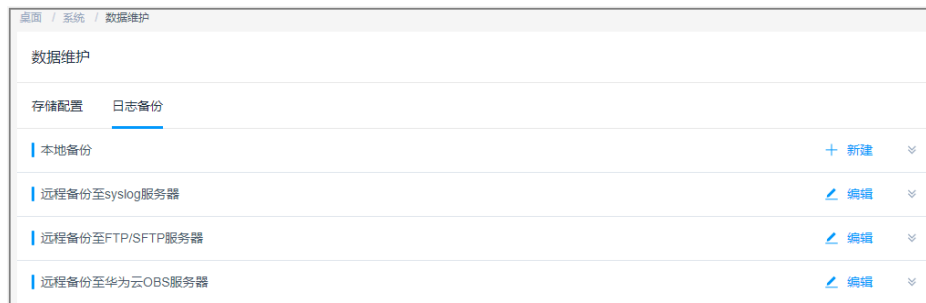 桌面 / 系统 / 数据维护
数据维护
存储配置 日志备份
本地备份 新建
远程备份至syslog服务器 编辑
远程备份至FTP/SFTP服务器 编辑
远程备份至华为云OBS服务器 编辑